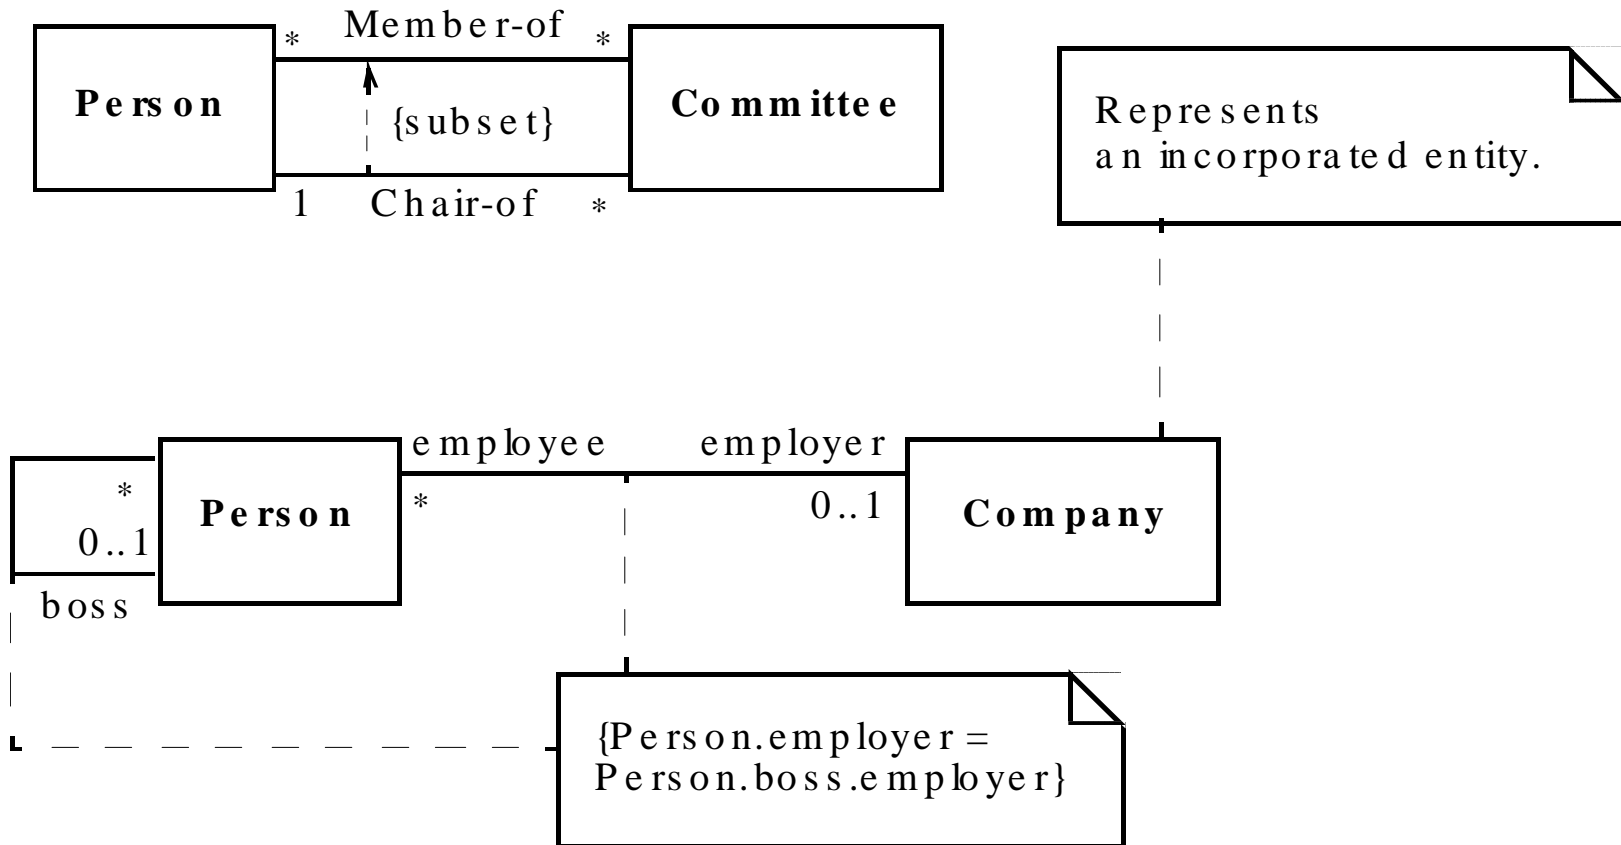 * Member-of *
Person
{subset}
Committee
1 Chair-of *
Represents
an incorporated entity.
employee employer
* 0..1
*
0..1
boss
Person
Company
{Person.employer =
Person.boss.employer}